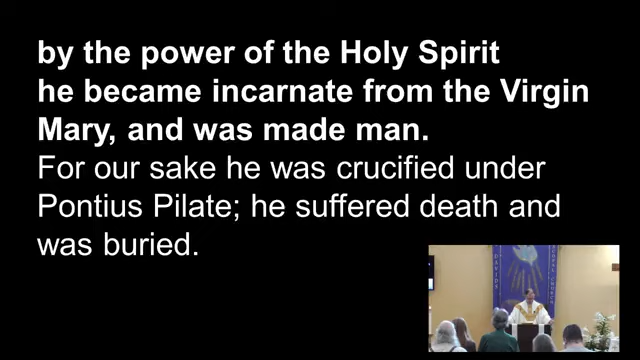 by the power of the Holy Spirit
he became incarnate from the Virgin
Mary, and was made man.
For our sake he was crucified under
Pontius Pilate; he suffered death and
was buried.